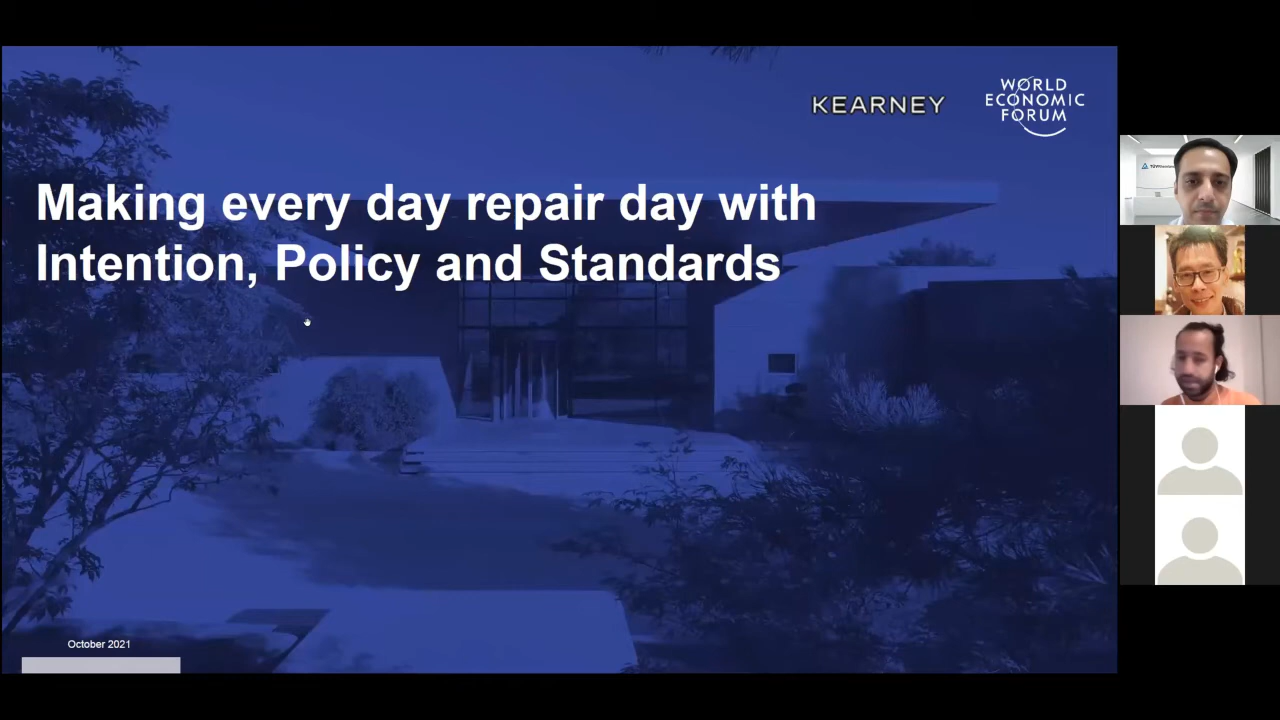 KEARNEY
WORLD
ECONOMIC
FORUM
Making every day repair day with
Intention, Policy and Standards
October 2021